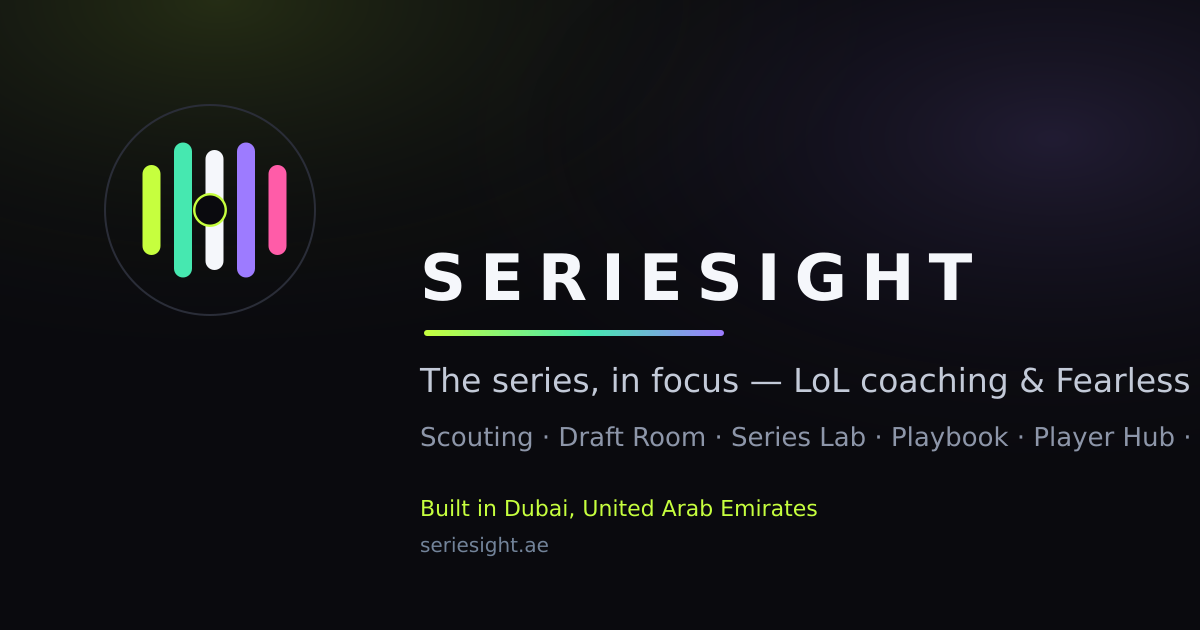 SERIESIGHT
The series, in focus — LoL coaching & Fearless
Scouting · Draft Room · Series Lab · Playbook · Player Hub ·
Built in Dubai, United Arab Emirates
seriesight.ae